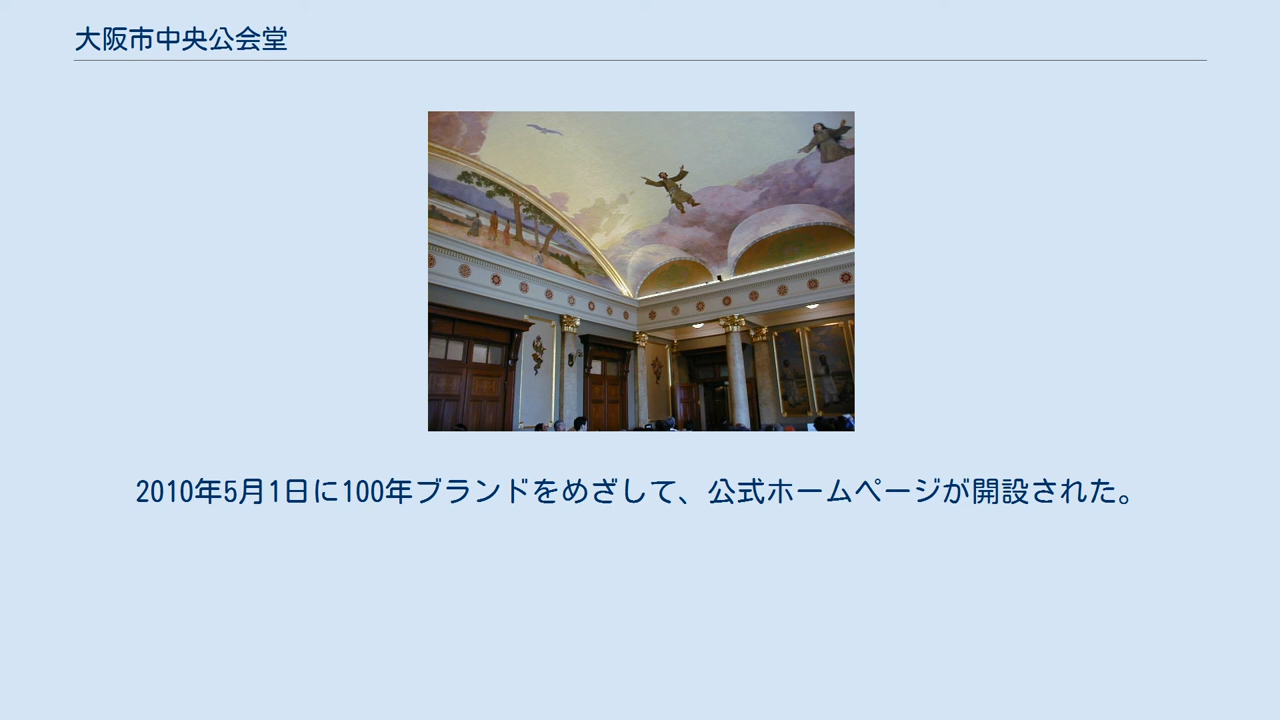 大阪市中央公会堂
2010年5月1日に100年ブランドをめざして、公式ホームページが開設された。